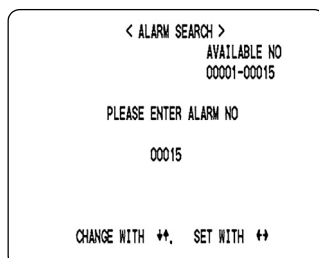 < ALARM SEARCH >
AVAILABLE NO
00001-00015
PLEASE ENTER ALARM NO
00015
CHANGE WITH ↓↑. SET WITH ←→